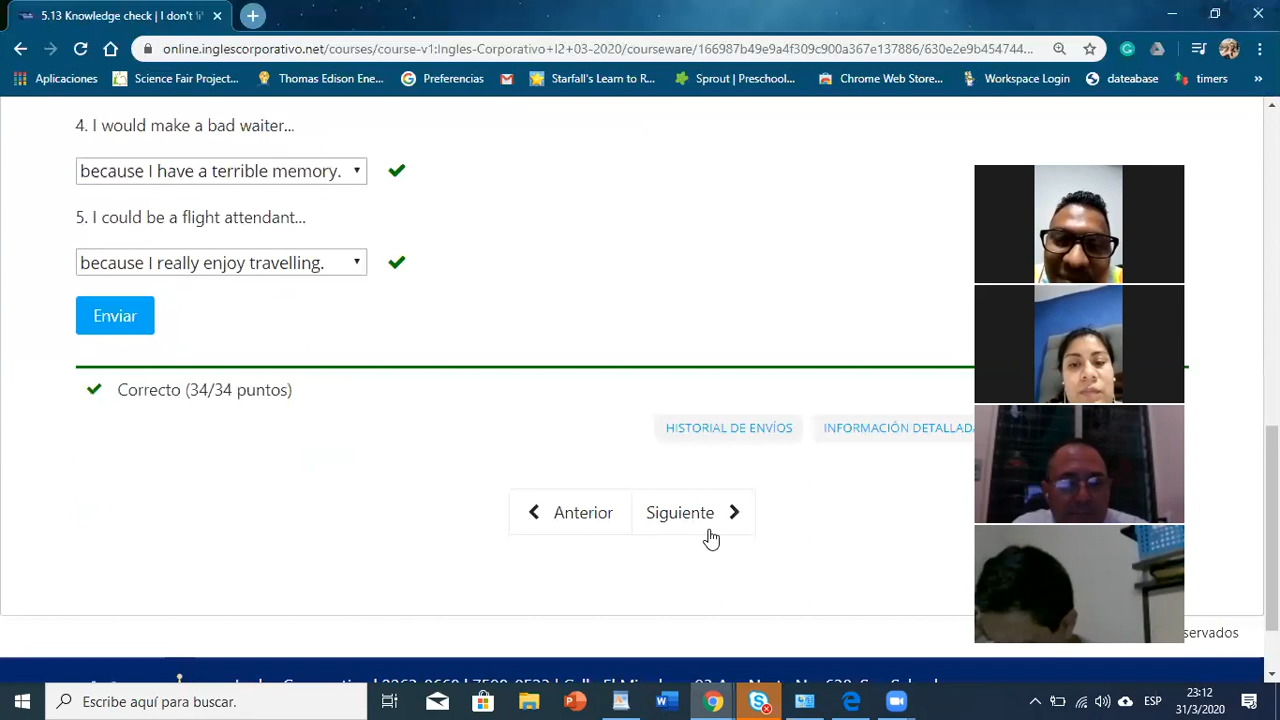 5.13 Knowledge check | I don't
online.inglescorporativo.net/courses/course-v1:Ingles-Corporativo+I2+03-2020/courseware/166987b49e9a4f309c900a367e137886/630e2e9b454744...
Aplicaciones
Science Fair Project...
Thomas Edison Ene...
Preferencias
Starfall's Learn to R...
Sprout | Preschool...
Chrome Web Store...
Workspace Login
dateabase
timers
»
4. I would make a bad waiter...
because I have a terrible memory.
5. I could be a flight attendant...
because I really enjoy travelling.
Enviar
Correcto (34/34 puntos)
HISTORIAL DE ENVÍOS
INFORMACIÓN DETALLADA
Anterior
Siguiente
servados
Escribe aquí para buscar.
ESP
23:12
31/3/2020